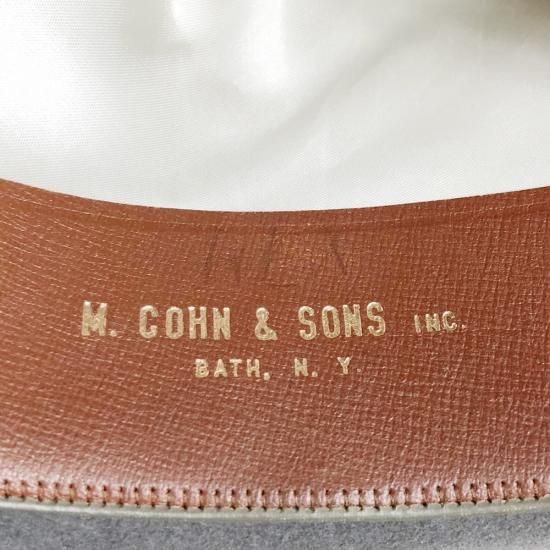 M. COHN & SONS INC.
BATH, N. Y.